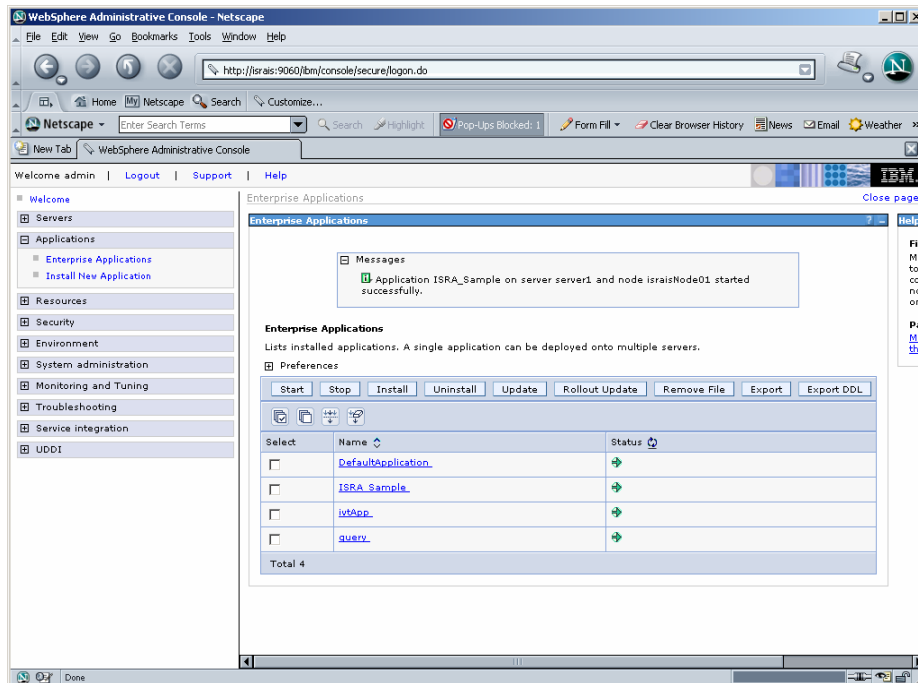 WebSphere Administrative Console - Netscape
File Edit View Go Bookmarks Tools Window Help
http://israis:9060/ibm/console/secure/logon.do
Home My Netscape Search Customize...
Netscape Enter Search Terms Search Highlight Pop-Ups Blocked: 1 Form Fill Clear Browser History News Email Weather
New Tab WebSphere Administrative Console
Welcome admin | Logout | Support | Help IBM.
Welcome
Servers
Applications
Enterprise Applications
Install New Application
Resources
Security
Environment
System administration
Monitoring and Tuning
Troubleshooting
Service integration
UDDI
Enterprise Applications Close page
Enterprise Applications ? Help
Messages
Application ISRA_Sample on server server1 and node israisNode01 started
successfully.
Enterprise Applications
Lists installed applications. A single application can be deployed onto multiple servers.
Preferences
Start Stop Install Uninstall Update Rollout Update Remove File Export Export DDL
Select Name Status
DefaultApplication
ISRA_Sample
ivtApp
query
Total 4
Done